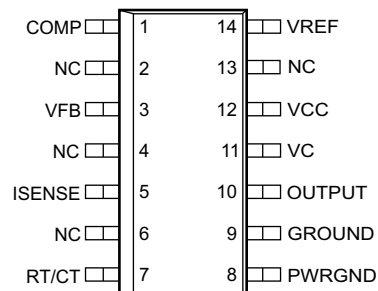 COMP 1 14 VREF
NC 2 13 NC
VFB 3 12 VCC
NC 4 11 VC
ISENSE 5 10 OUTPUT
NC 6 9 GROUND
RT/CT 7 8 PWRGND